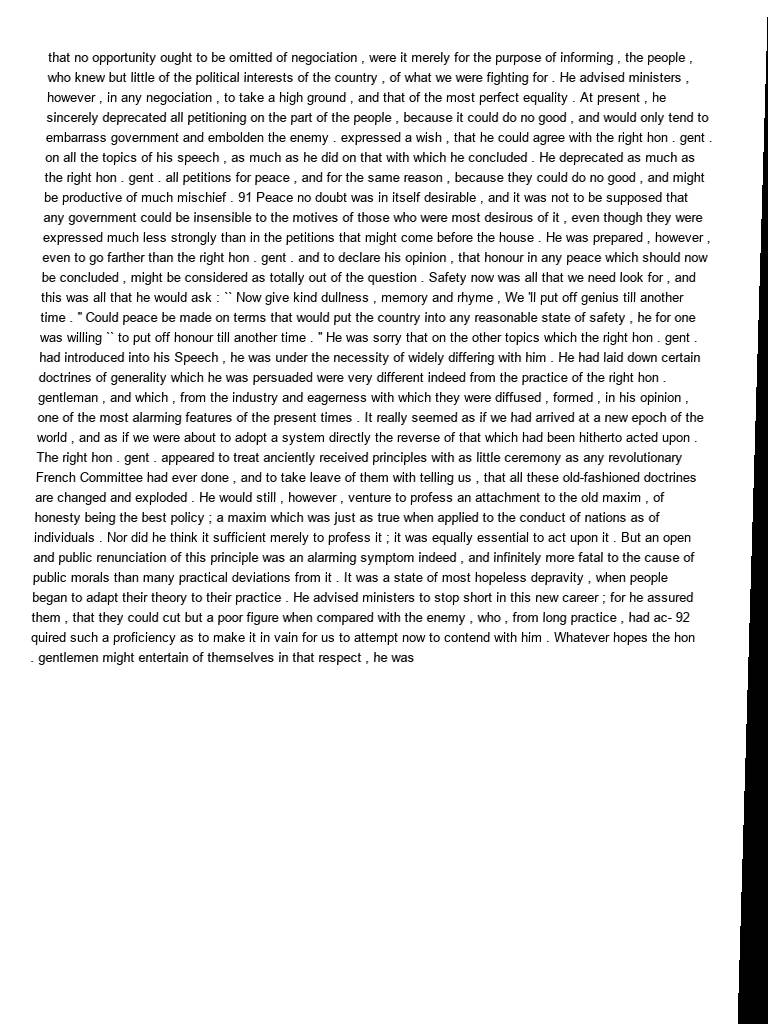 that no opportunity ought to be omitted of negociation , were it merely for the purpose of informing , the people ,
who knew but little of the political interests of the country , of what we were fighting for . He advised ministers ,
however , in any negociation , to take a high ground , and that of the most perfect equality . At present , he
sincerely deprecated all petitioning on the part of the people , because it could do no good , and would only tend to
embarrass government and embolden the enemy . expressed a wish , that he could agree with the right hon . gent .
on all the topics of his speech , as much as he did on that with which he concluded . He deprecated as much as
the right hon . gent . all petitions for peace , and for the same reason , because they could do no good , and might
be productive of much mischief . 91 Peace no doubt was in itself desirable , and it was not to be supposed that
any government could be insensible to the motives of those who were most desirous of it , even though they were
expressed much less strongly than in the petitions that might come before the house . He was prepared , however ,
even to go farther than the right hon . gent . and to declare his opinion , that honour in any peace which should now
be concluded , might be considered as totally out of the question . Safety now was all that we need look for , and
this was all that he would ask : `` Now give kind dullness , memory and rhyme , We 'll put off genius till another
time . " Could peace be made on terms that would put the country into any reasonable state of safety , he for one
was willing `` to put off honour till another time . " He was sorry that on the other topics which the right hon . gent .
had introduced into his Speech , he was under the necessity of widely differing with him . He had laid down certain
doctrines of generality which he was persuaded were very different indeed from the practice of the right hon .
gentleman , and which , from the industry and eagerness with which they were diffused , formed , in his opinion ,
one of the most alarming features of the present times . It really seemed as if we had arrived at a new epoch of the
world , and as if we were about to adopt a system directly the reverse of that which had been hitherto acted upon .
The right hon . gent . appeared to treat anciently received principles with as little ceremony as any revolutionary
French Committee had ever done , and to take leave of them with telling us , that all these old-fashioned doctrines
are changed and exploded . He would still , however , venture to profess an attachment to the old maxim , of
honesty being the best policy ; a maxim which was just as true when applied to the conduct of nations as of
individuals . Nor did he think it sufficient merely to profess it ; it was equally essential to act upon it . But an open
and public renunciation of this principle was an alarming symptom indeed , and infinitely more fatal to the cause of
public morals than many practical deviations from it . It was a state of most hopeless depravity , when people
began to adapt their theory to their practice . He advised ministers to stop short in this new career ; for he assured
them , that they could cut but a poor figure when compared with the enemy , who , from long practice , had ac- 92
quired such a proficiency as to make it in vain for us to attempt now to contend with him . Whatever hopes the hon
. gentlemen might entertain of themselves in that respect , he was